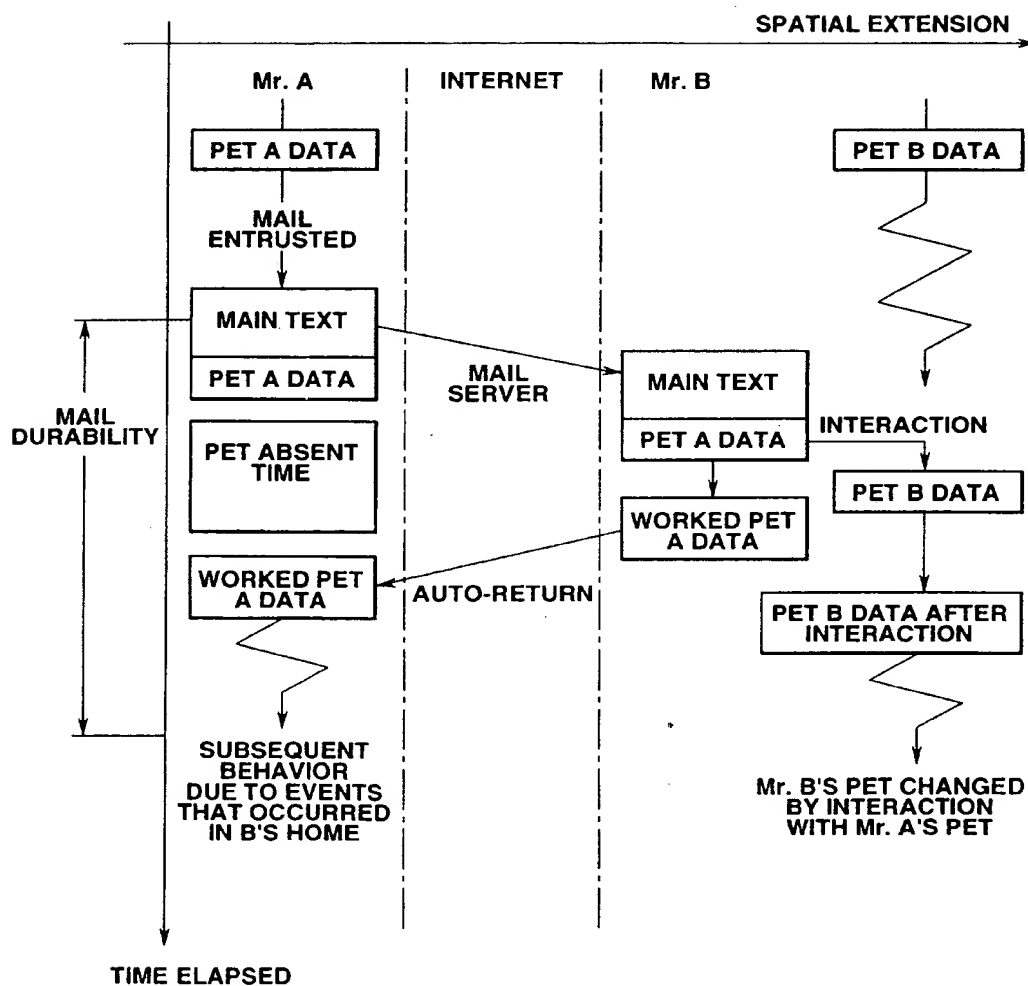 SPATIAL EXTENSION
Mr. A
INTERNET
Mr. B
PET A DATA
PET B DATA
MAIL
ENTRUSTED
MAIN TEXT
PET A DATA
MAIL
SERVER
MAIN TEXT
PET A DATA
INTERACTION
MAIL
DURABILITY
PET ABSENT
TIME
PET B DATA
WORKED PET
A DATA
WORKED PET
A DATA
AUTO-RETURN
PET B DATA AFTER
INTERACTION
SUBSEQUENT
BEHAVIOR
DUE TO EVENTS
THAT OCCURRED
IN B'S HOME
Mr. B'S PET CHANGED
BY INTERACTION
WITH Mr. A'S PET
TIME ELAPSED